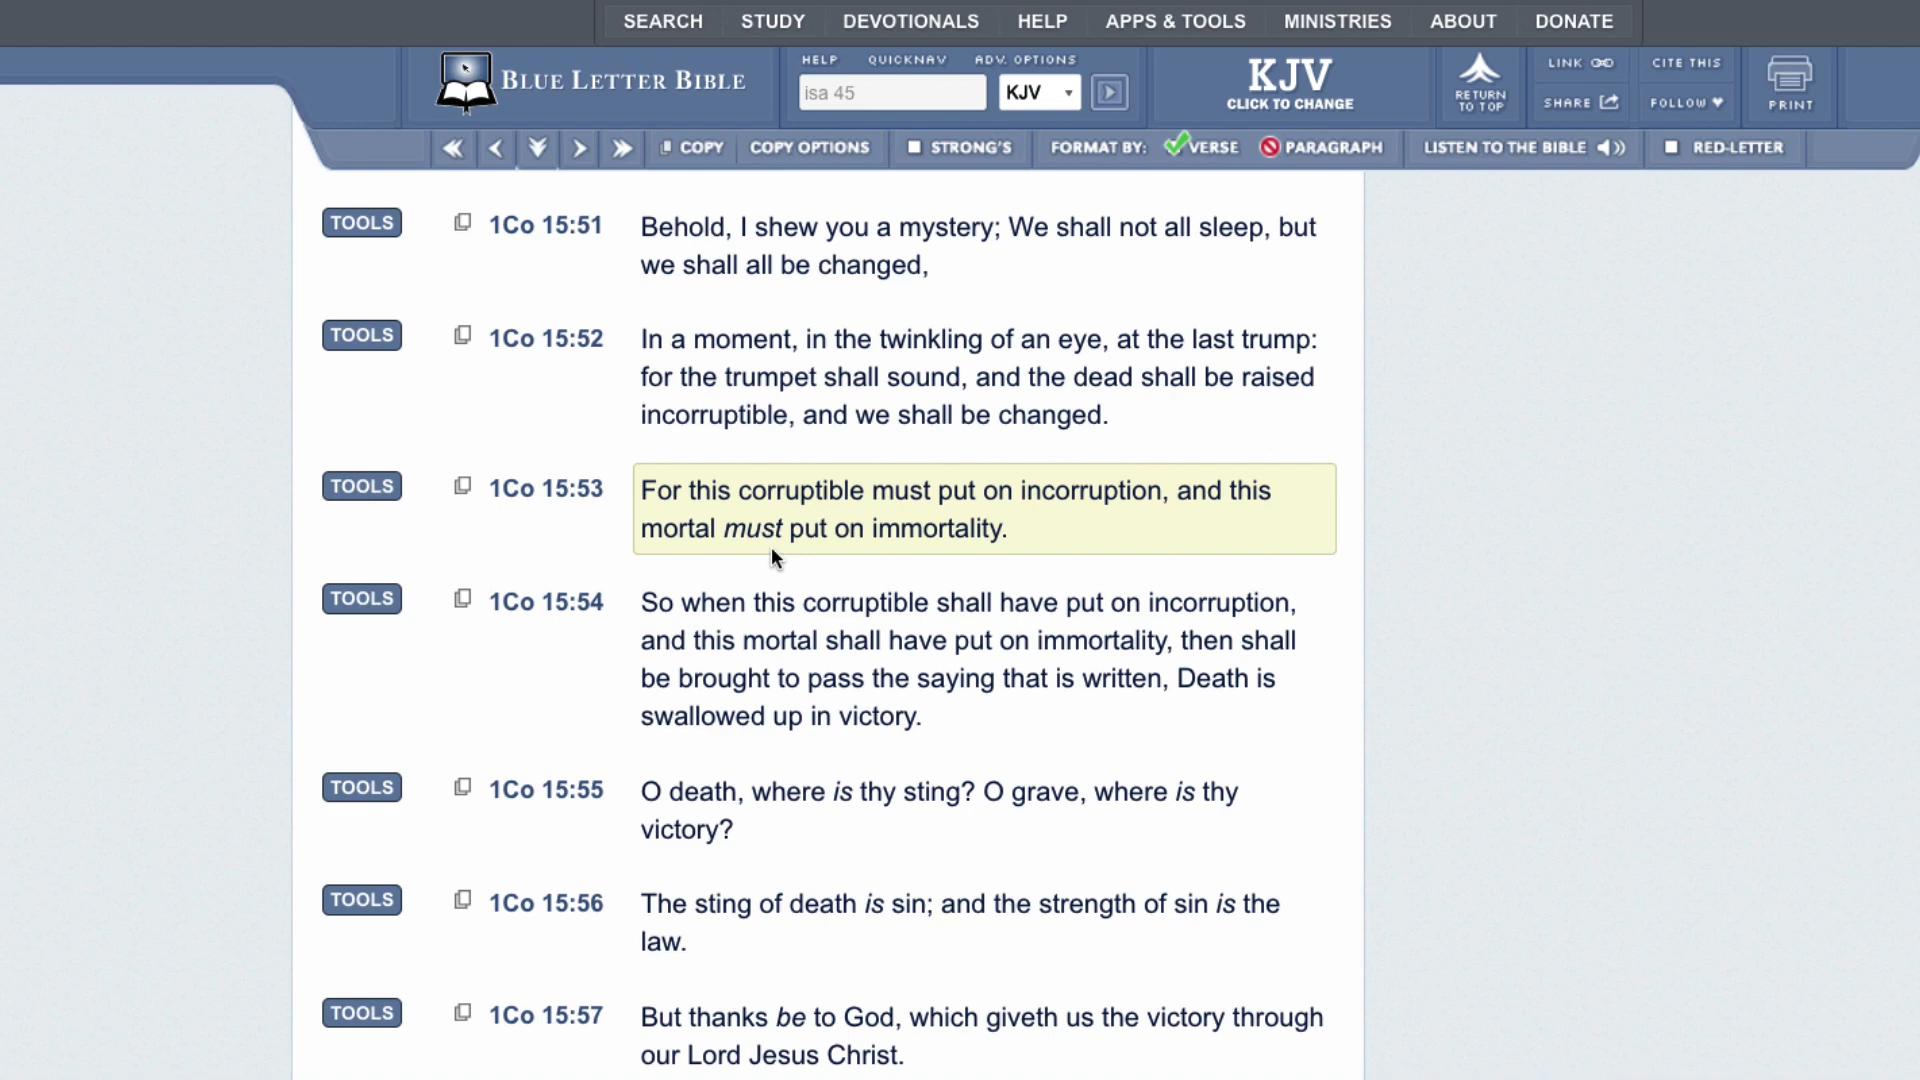 SEARCH STUDY DEVOTIONALS HELP APPS & TOOLS MINISTRIES ABOUT DONATE
BLUE LETTER BIBLE
HELP QUICKNAV ADV. OPTIONS
isa 45 KJV
KJV
CLICK TO CHANGE
RETURN
TO TOP
LINK
SHARE
CITE THIS
FOLLOW
PRINT
COPY COPY OPTIONS STRONG'S FORMAT BY: VERSE PARAGRAPH LISTEN TO THE BIBLE RED-LETTER
TOOLS 1Co 15:51 Behold, I shew you a mystery; We shall not all sleep, but
we shall all be changed,
TOOLS 1Co 15:52 In a moment, in the twinkling of an eye, at the last trump:
for the trumpet shall sound, and the dead shall be raised
incorruptible, and we shall be changed.
TOOLS 1Co 15:53 For this corruptible must put on incorruption, and this
mortal must put on immortality.
TOOLS 1Co 15:54 So when this corruptible shall have put on incorruption,
and this mortal shall have put on immortality, then shall
be brought to pass the saying that is written, Death is
swallowed up in victory.
TOOLS 1Co 15:55 O death, where is thy sting? O grave, where is thy
victory?
TOOLS 1Co 15:56 The sting of death is sin; and the strength of sin is the
law.
TOOLS 1Co 15:57 But thanks be to God, which giveth us the victory through
our Lord Jesus Christ.